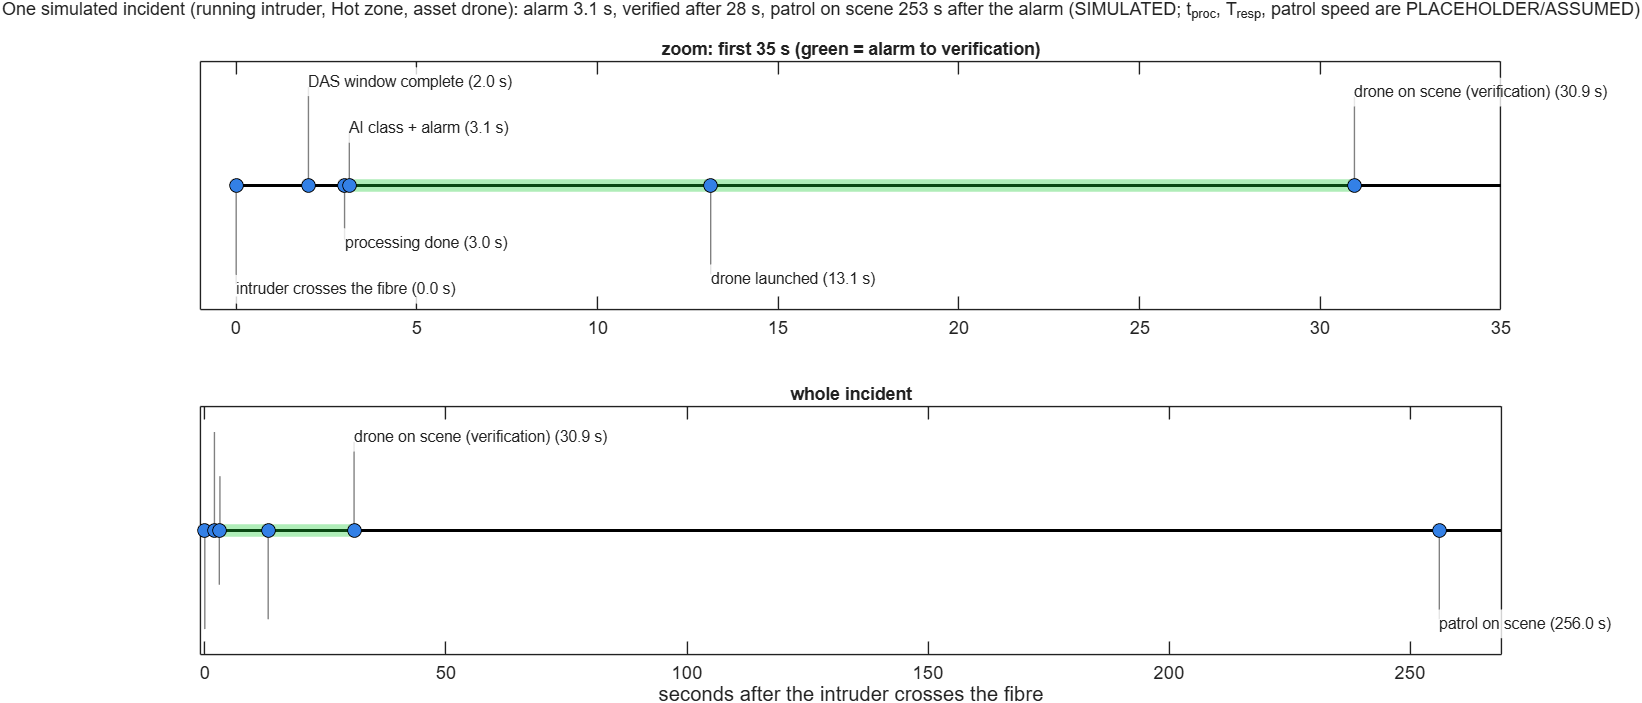 One simulated incident (running intruder, Hot zone, asset drone): alarm 3.1 s, verified after 28 s, patrol on scene 253 s after the alarm (SIMULATED; tproc, Tresp, patrol speed are PLACEHOLDER/ASSUMED)
zoom: first 35 s (green = alarm to verification)
DAS window complete (2.0 s)
drone on scene (verification) (30.9 s)
AI class + alarm (3.1 s)
processing done (3.0 s)
drone launched (13.1 s)
intruder crosses the fibre (0.0 s)
0 5 10 15 20 25 30 35
whole incident
drone on scene (verification) (30.9 s)
patrol on scene (256.0 s)
0 50 100 150 200 250
seconds after the intruder crosses the fibre